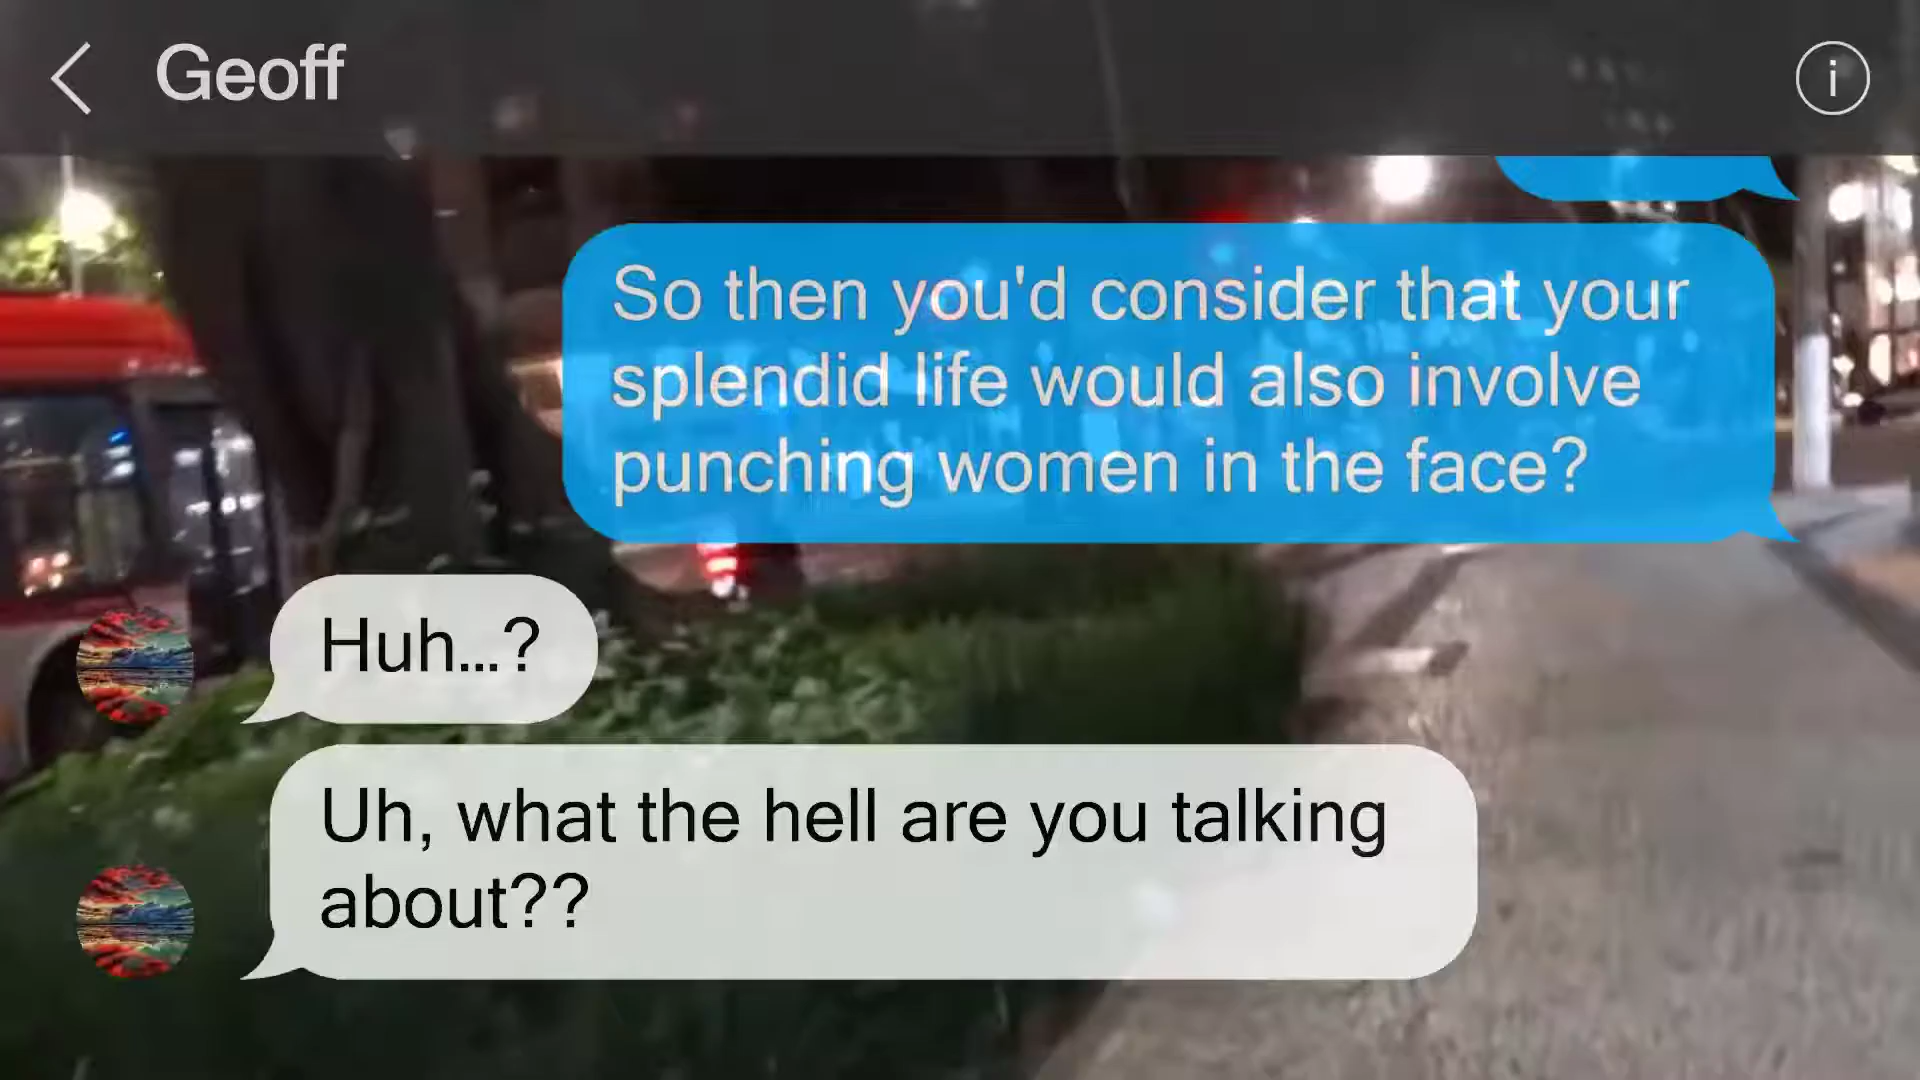 Geoff
So then you'd consider that your
splendid life would also involve
punching women in the face?
Huh...?
Uh, what the hell are you talking
about??